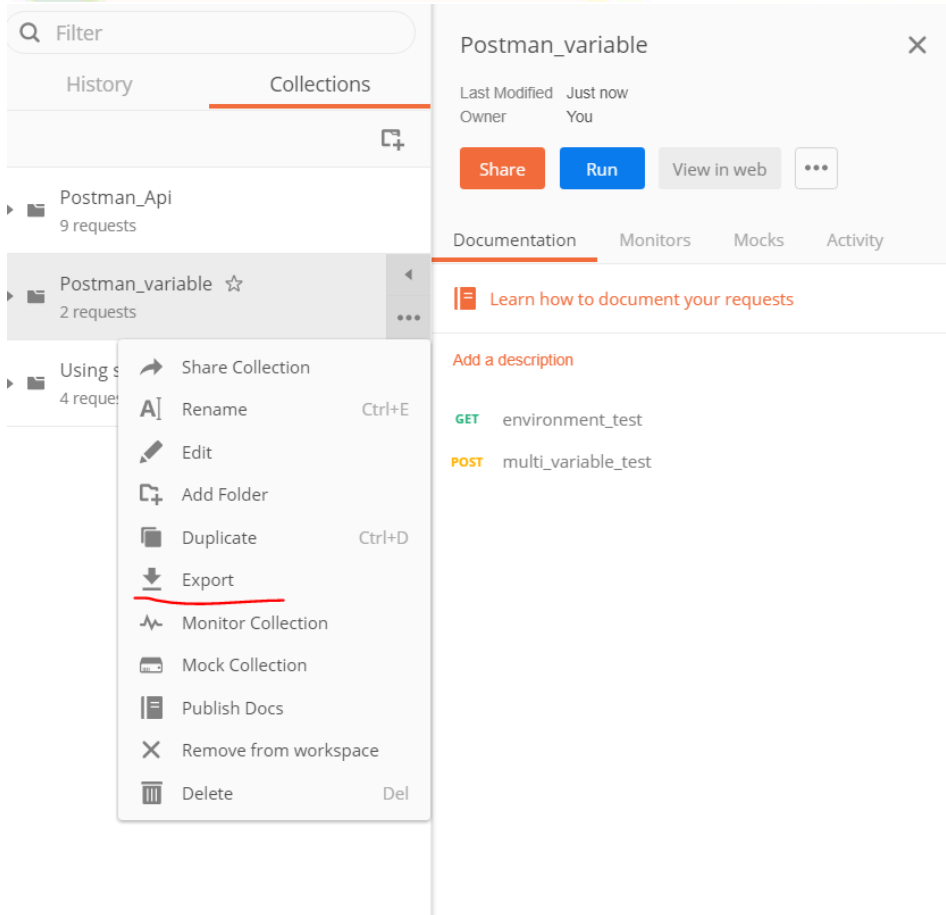 Filter
History
Collections
Postman_Api
9 requests
Postman_variable
2 requests
Using s
4 reques
Share Collection
Rename Ctrl+E
Edit
Add Folder
Duplicate Ctrl+D
Export
Monitor Collection
Mock Collection
Publish Docs
Remove from workspace
Delete Del
Postman_variable
Last Modified Just now
Owner You
Share
Run
View in web
Documentation
Monitors
Mocks
Activity
Learn how to document your requests
Add a description
GET environment_test
POST multi_variable_test